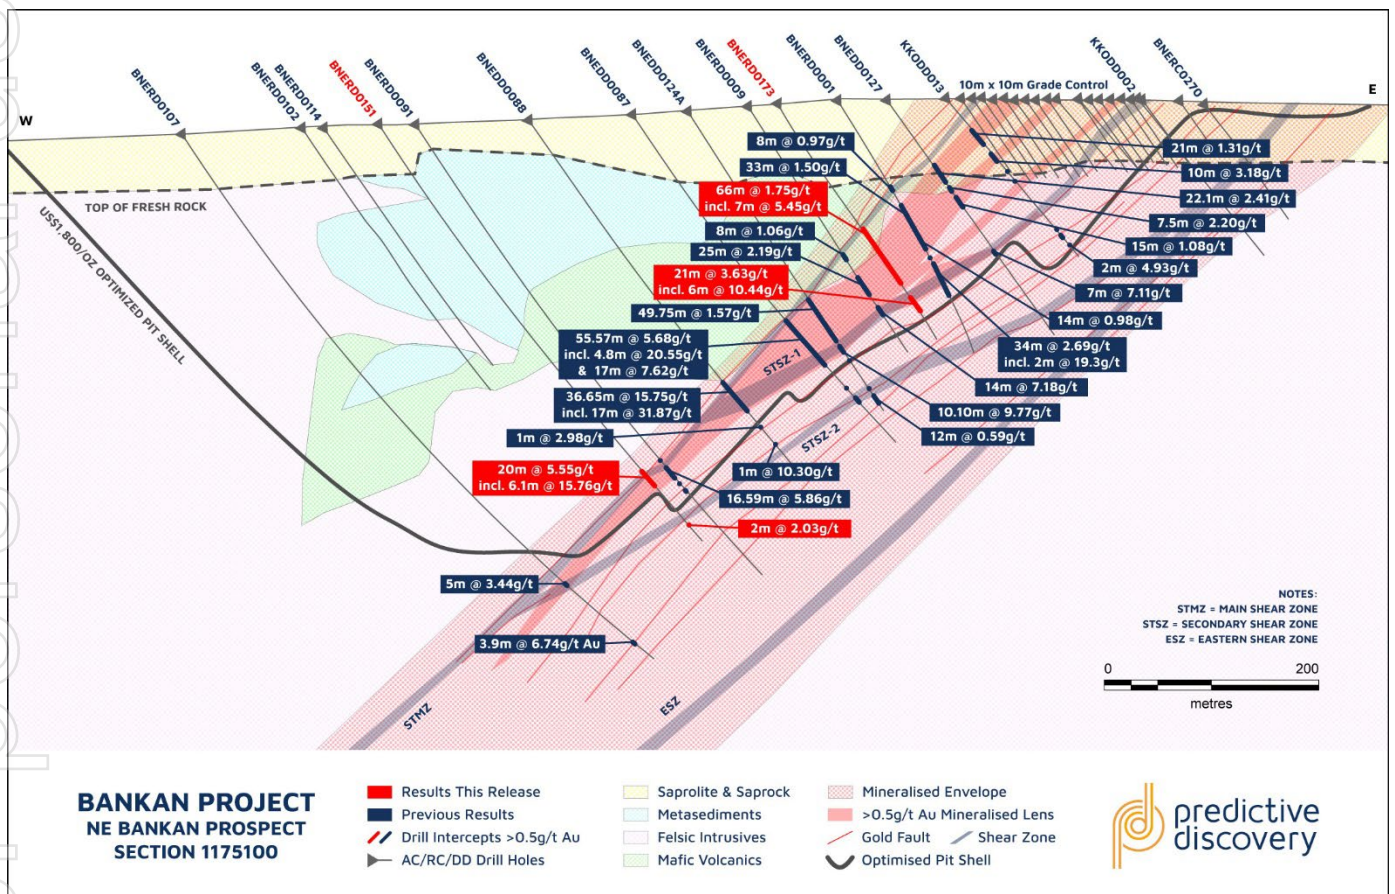 BNERD0107
BNERD0102
BNERD0114
BNERD0151
BNERD0091
BNEDD0088
BNEDD0087
BNEDD0124A
BNERD0009
BNERD0173
BNERD0001
BNEDD0127
KKODD013
10m x 10m Grade Control
KKODD002
BNERC0270
W
E
TOP OF FRESH ROCK
US$1,800/OZ OPTIMIZED PIT SHELL
8m @ 0.97g/t
33m @ 1.50g/t
66m @ 1.75g/t
incl. 7m @ 5.45g/t
8m @ 1.06g/t
25m @ 2.19g/t
21m @ 3.63g/t
incl. 6m @ 10.44g/t
49.75m @ 1.57g/t
55.57m @ 5.68g/t
incl. 4.8m @ 20.55g/t
& 17m @ 7.62g/t
36.65m @ 15.75g/t
incl. 17m @ 31.87g/t
1m @ 2.98g/t
20m @ 5.55g/t
incl. 6.1m @ 15.76g/t
5m @ 3.44g/t
3.9m @ 6.74g/t Au
21m @ 1.31g/t
10m @ 3.18g/t
22.1m @ 2.41g/t
7.5m @ 2.20g/t
15m @ 1.08g/t
2m @ 4.93g/t
7m @ 7.11g/t
14m @ 0.98g/t
34m @ 2.69g/t
incl. 2m @ 19.3g/t
14m @ 7.18g/t
10.10m @ 9.77g/t
12m @ 0.59g/t
1m @ 10.30g/t
16.59m @ 5.86g/t
2m @ 2.03g/t
STSZ-1
STSZ-2
STMZ
ESZ
NOTES:
STMZ = MAIN SHEAR ZONE
STSZ = SECONDARY SHEAR ZONE
ESZ = EASTERN SHEAR ZONE
0 200
metres
BANKAN PROJECT
NE BANKAN PROSPECT
SECTION 1175100
Results This Release
Previous Results
Drill Intercepts >0.5g/t Au
AC/RC/DD Drill Holes
Saprolite & Saprock
Metasediments
Felsic Intrusives
Mafic Volcanics
Mineralised Envelope
>0.5g/t Au Mineralised Lens
Gold Fault Shear Zone
Optimised Pit Shell
predictive
discovery